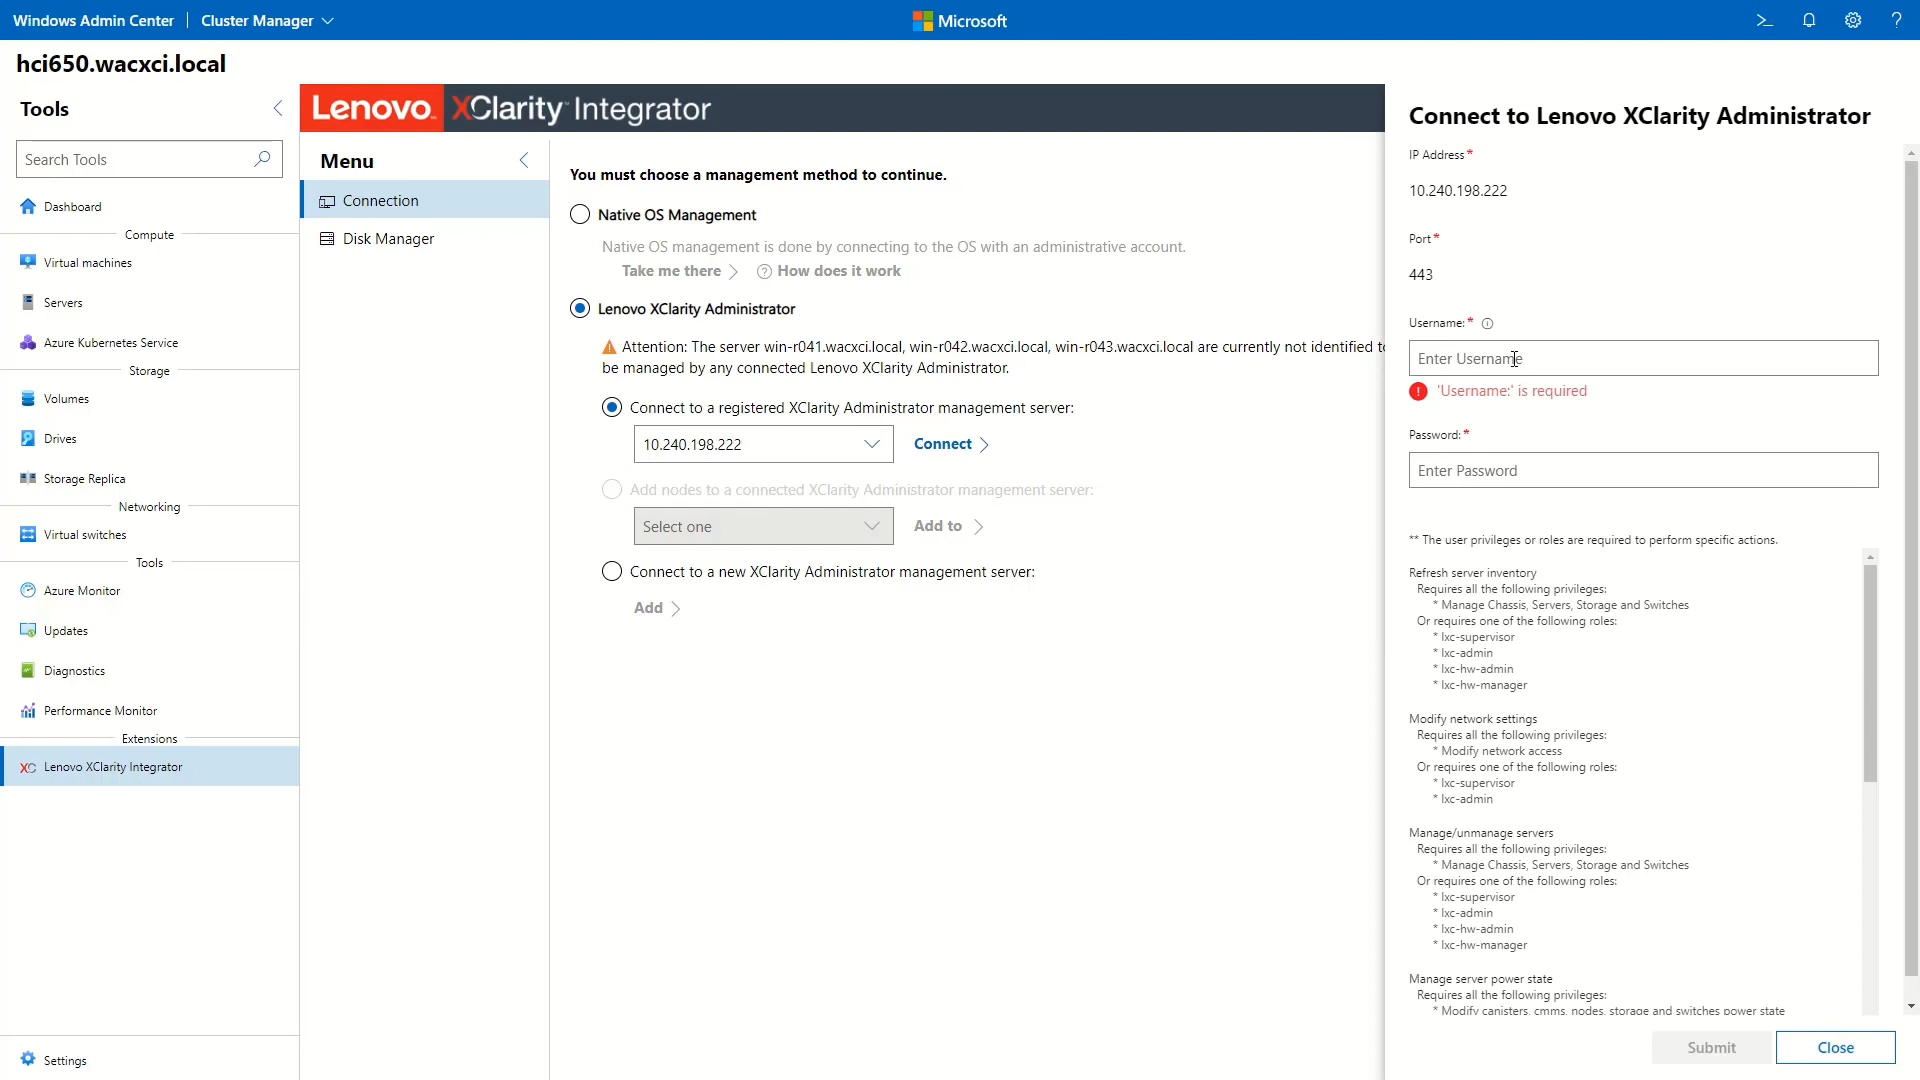 Windows Admin Center
Cluster Manager
Microsoft
hci650.wacxci.local
Tools
Search Tools
Dashboard
Compute
Virtual machines
Servers
Azure Kubernetes Service
Storage
Volumes
Drives
Storage Replica
Networking
Virtual switches
Tools
Azure Monitor
Updates
Diagnostics
Performance Monitor
Extensions
XC Lenovo XClarity Integrator
Settings
Lenovo XClarity Integrator
Menu
Connection
Disk Manager
You must choose a management method to continue.
Native OS Management
Native OS management is done by connecting to the OS with an administrative account.
Take me there
How does it work
Lenovo XClarity Administrator
Attention: The server win-r041.wacxci.local, win-r042.wacxci.local, win-r043.wacxci.local are currently not identified to
be managed by any connected Lenovo XClarity Administrator.
Connect to a registered XClarity Administrator management server:
10.240.198.222
Connect
Add nodes to a connected XClarity Administrator management server:
Select one
Add to
Connect to a new XClarity Administrator management server:
Add
Connect to Lenovo XClarity Administrator
IP Address *
10.240.198.222
Port *
443
Username: *
Enter Username
'Username:' is required
Password: *
Enter Password
** The user privileges or roles are required to perform specific actions.
Refresh server inventory
Requires all the following privileges:
* Manage Chassis, Servers, Storage and Switches
Or requires one of the following roles:
* lxc-supervisor
* lxc-admin
* lxc-hw-admin
* lxc-hw-manager
Modify network settings
Requires all the following privileges:
* Modify network access
Or requires one of the following roles:
* lxc-supervisor
* lxc-admin
Manage/unmanage servers
Requires all the following privileges:
* Manage Chassis, Servers, Storage and Switches
Or requires one of the following roles:
* lxc-supervisor
* lxc-admin
* lxc-hw-admin
* lxc-hw-manager
Manage server power state
Requires all the following privileges:
* Modify canisters, cmms, nodes, storage and switches power state
Submit
Close